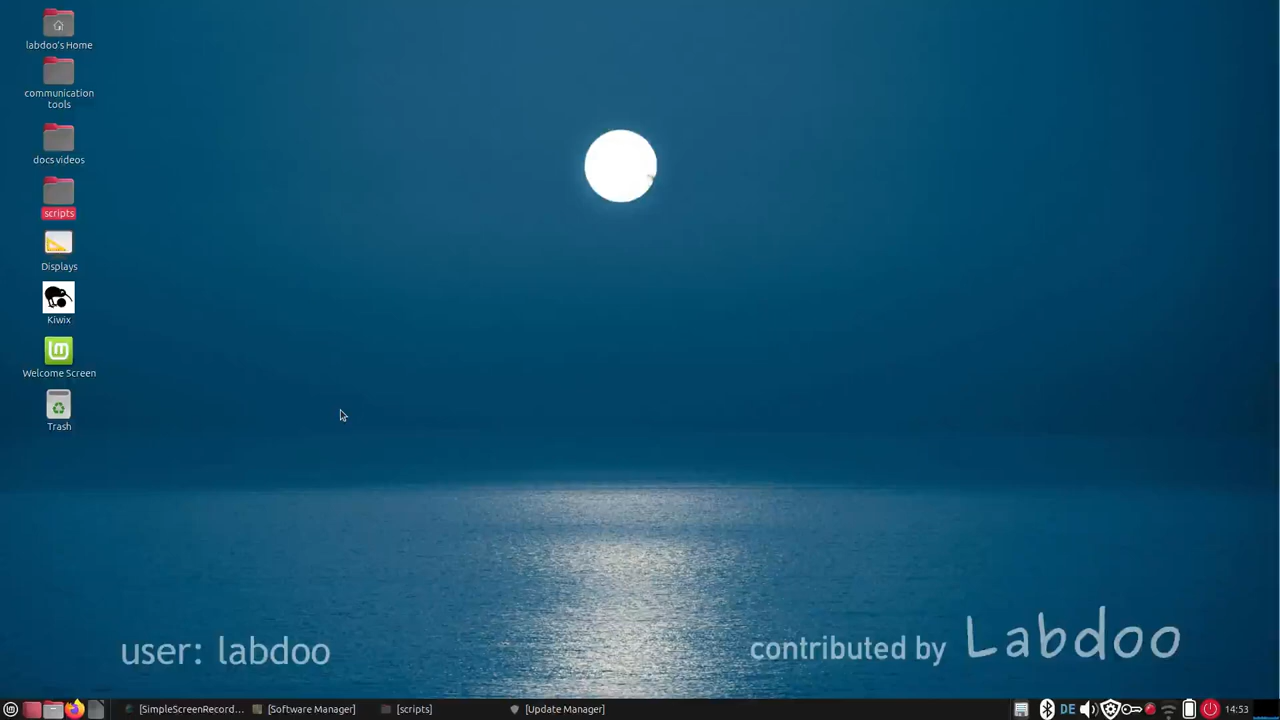 labdoo's Home
communication
tools
docs videos
scripts
Displays
Kiwix
Welcome Screen
Trash
user: labdoo
contributed by Labdoo
[SimpleScreenRecord... [Software Manager] [scripts] [Update Manager] DE 14:53